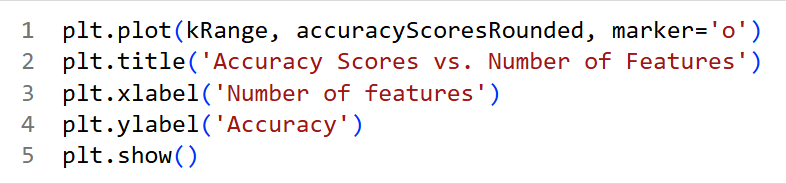 1 plt.plot(kRange, accuracyScoresRounded, marker='o')
2 plt.title('Accuracy Scores vs. Number of Features')
3 plt.xlabel('Number of features')
4 plt.ylabel('Accuracy')
5 plt.show()